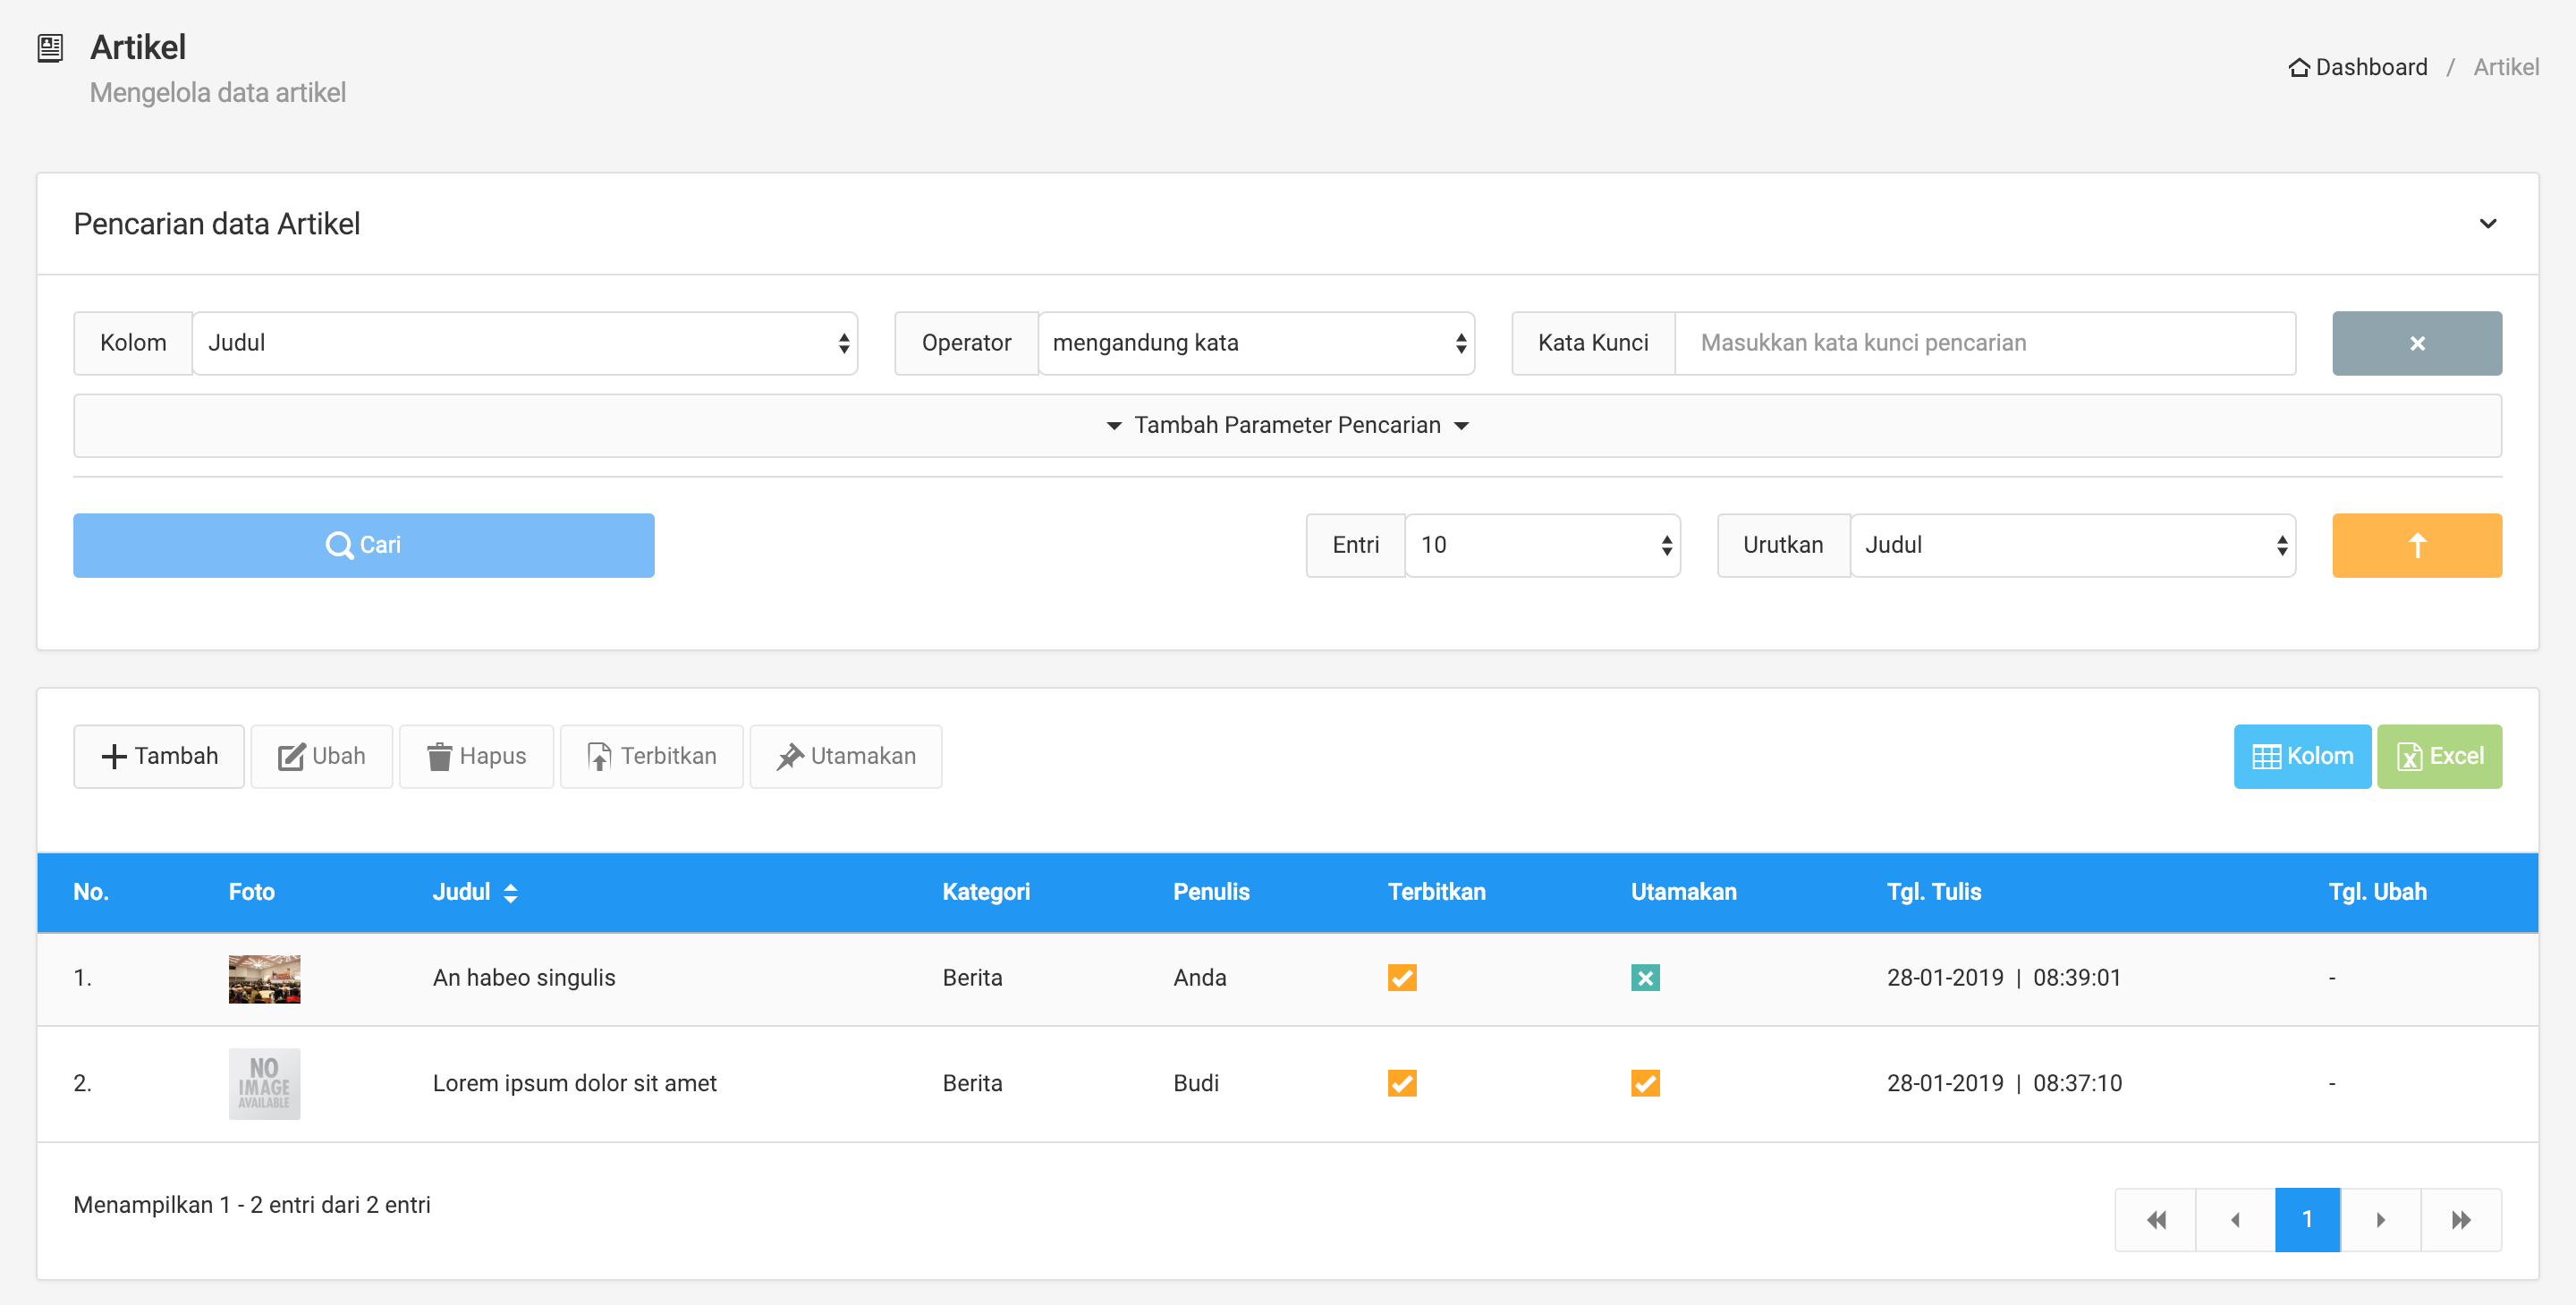 Artikel
Mengelola data artikel
Dashboard / Artikel
Pencarian data Artikel
Kolom Judul Operator mengandung kata Kata Kunci Masukkan kata kunci pencarian
Tambah Parameter Pencarian
Cari Entri 10 Urutkan Judul
Tambah Ubah Hapus Terbitkan Utamakan Kolom Excel
No. Foto Judul Kategori Penulis Terbitkan Utamakan Tgl. Tulis Tgl. Ubah
1. An habeo singulis Berita Anda 28-01-2019 | 08:39:01 -
2. NO IMAGE AVAILABLE Lorem ipsum dolor sit amet Berita Budi 28-01-2019 | 08:37:10 -
Menampilkan 1 - 2 entri dari 2 entri
1